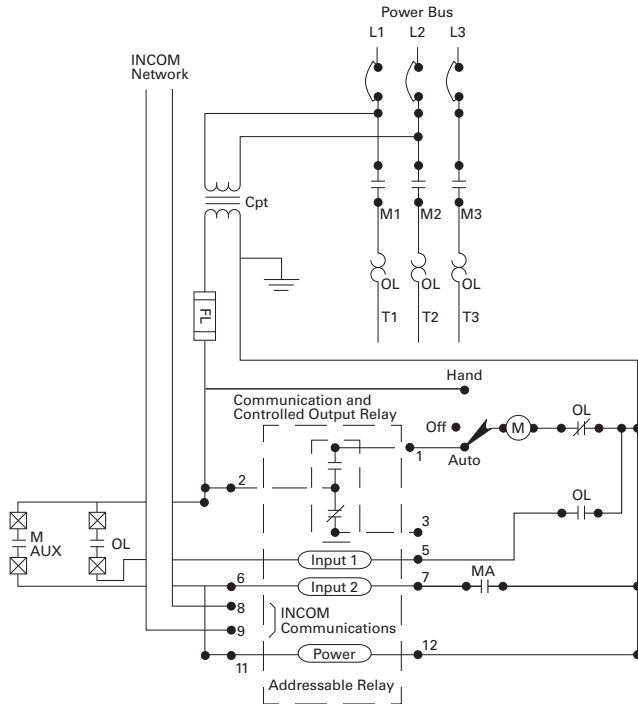 Power Bus
L1 L2 L3
INCOM
Network
Cpt
M1 M2 M3
OL OL OL
T1 T2 T3
FL
Hand
Communication and
Controlled Output Relay
Off
M
OL
1
Auto
2
OL
3
M
AUX
OL
5
Input 1
6
Input 2
7
MA
8
INCOM
Communications
9
12
Power
11
Addressable Relay